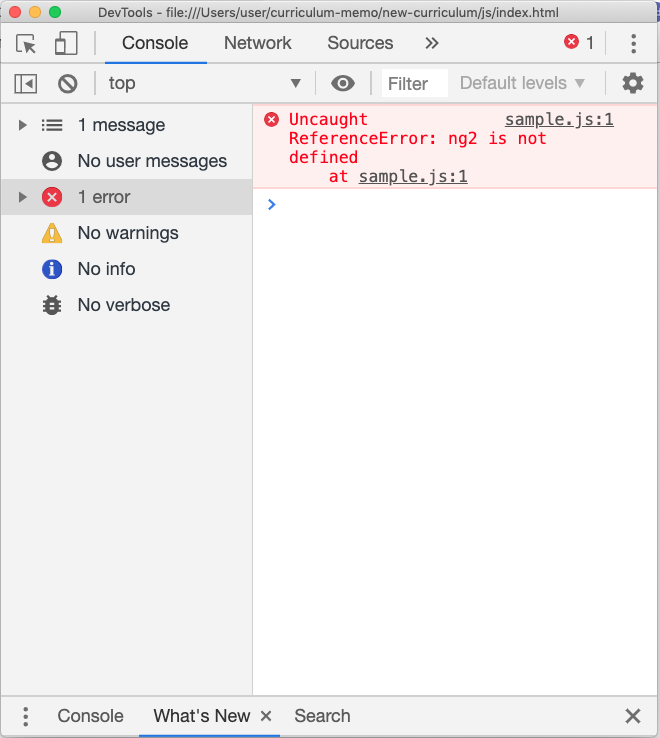 DevTools - file:///Users/user/curriculum-memo/new-curriculum/js/index.html
Console Network Sources » 1
top Filter Default levels
1 message
No user messages
1 error
No warnings
No info
No verbose
Uncaught sample.js:1
ReferenceError: ng2 is not
defined
at sample.js:1
Console What's New × Search